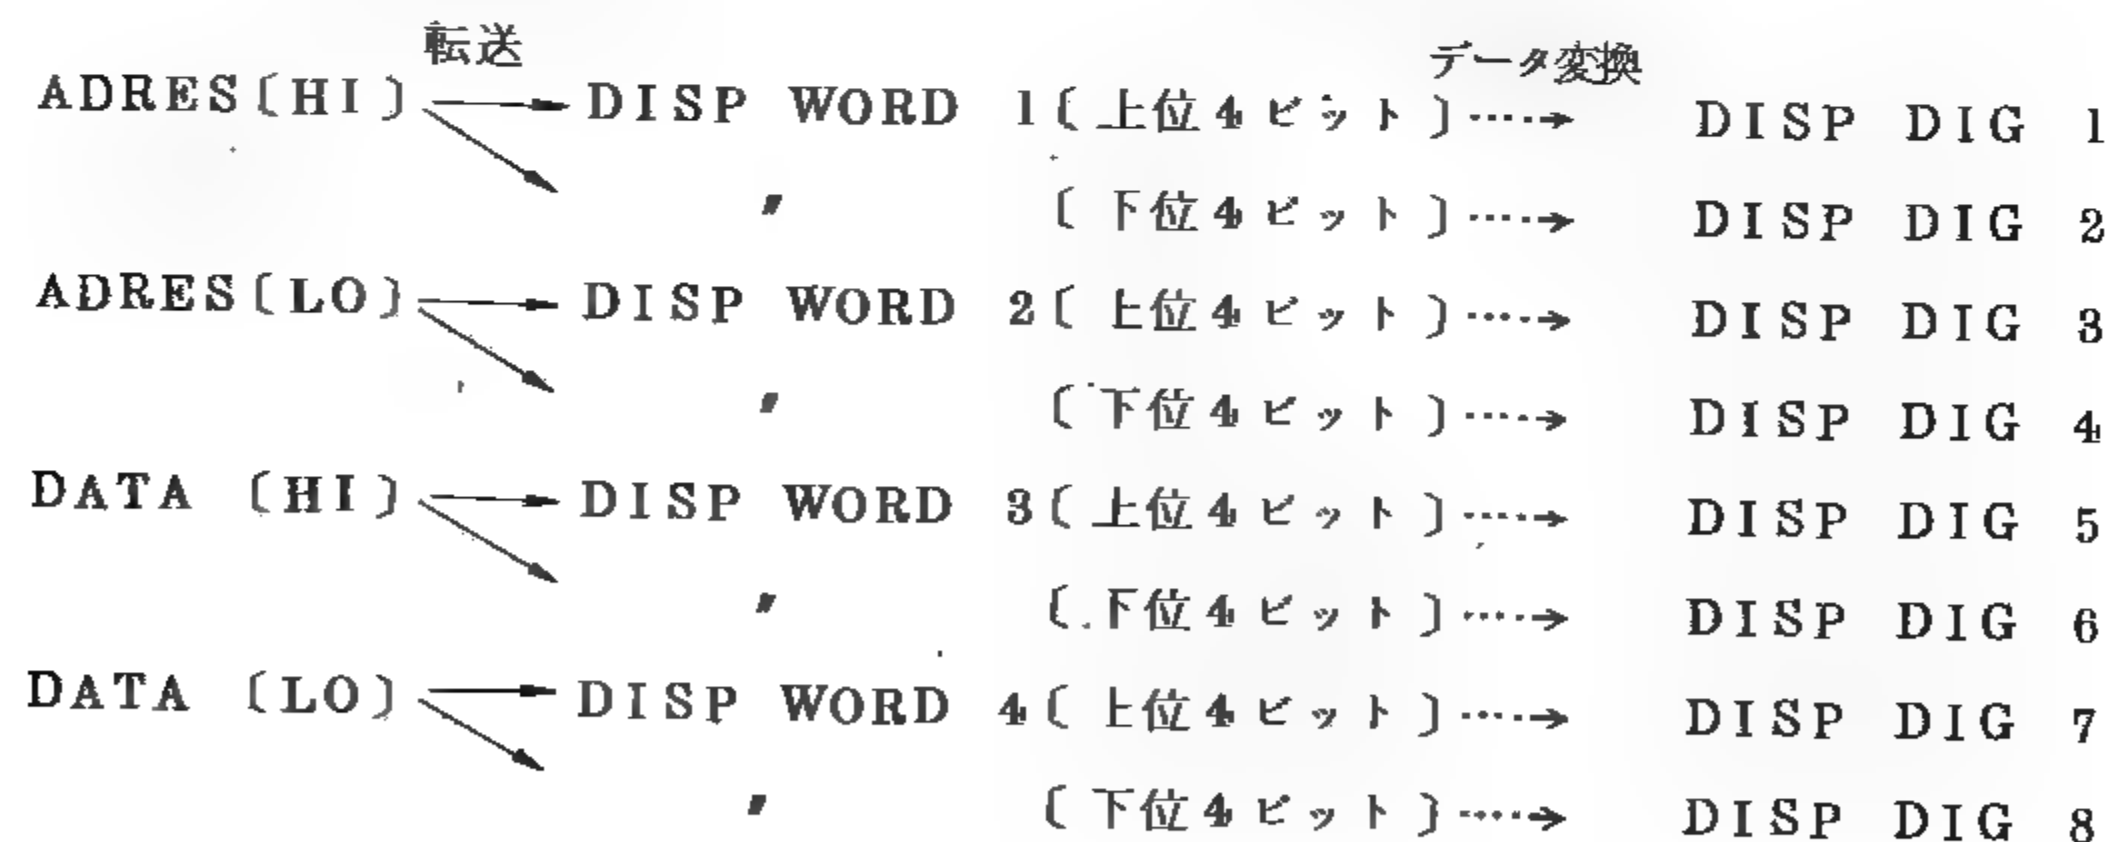 転送 データ変換
ADRES〔HI〕 → DISP WORD 1〔上位4ビット〕····→ DISP DIG 1
〃 〔下位4ビット〕····→ DISP DIG 2
ADRES〔LO〕 → DISP WORD 2〔上位4ビット〕····→ DISP DIG 3
〃 〔下位4ビット〕····→ DISP DIG 4
DATA 〔HI〕 → DISP WORD 3〔上位4ビット〕····→ DISP DIG 5
〃 〔下位4ビット〕····→ DISP DIG 6
DATA 〔LO〕 → DISP WORD 4〔上位4ビット〕····→ DISP DIG 7
〃 〔下位4ビット〕····→ DISP DIG 8